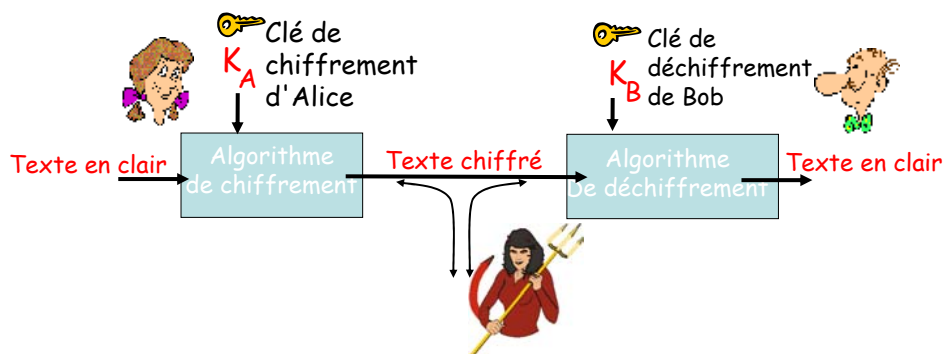 Clé de
chiffrement
d'Alice
K
A
Clé de
déchiffrement
de Bob
K
B
Texte en clair
Algorithme
de chiffrement
Texte chiffré
Algorithme
De déchiffrement
Texte en clair